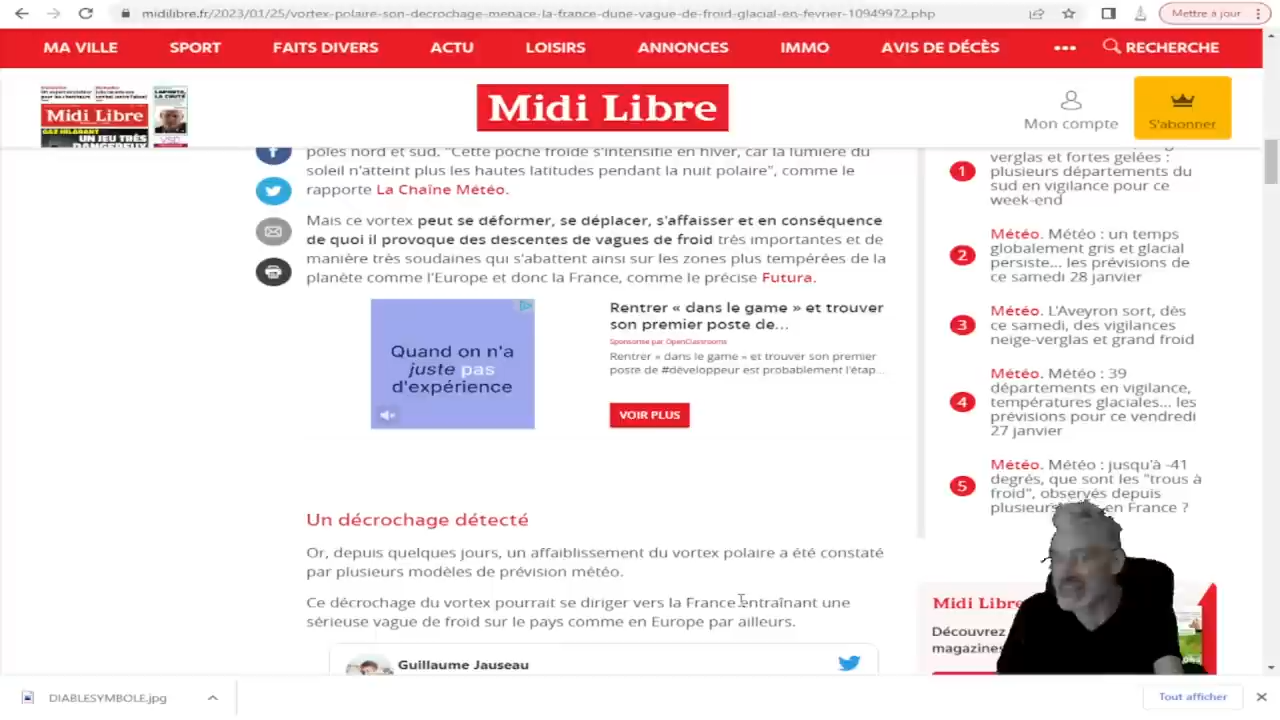 midilibre.fr/2023/01/25/vortex-polaire-son-decrochage-menace-la-france-dune-vague-de-froid-glacial-en-fevrier-10949972.php
Mettre à jour
MA VILLE SPORT FAITS DIVERS ACTU LOISIRS ANNONCES IMMO AVIS DE DÉCÈS ••• RECHERCHE
Midi Libre
UN JEU TRÈS
Midi Libre
Mon compte
S'abonner
pôles nord et sud. "Cette poche froide s'intensifie en hiver, car la lumière du
soleil n'atteint plus les hautes latitudes pendant la nuit polaire", comme le
rapporte La Chaîne Météo.
Mais ce vortex peut se déformer, se déplacer, s'affaisser et en conséquence
de quoi il provoque des descentes de vagues de froid très importantes et de
manière très soudaines qui s'abattent ainsi sur les zones plus tempérées de la
planète comme l'Europe et donc la France, comme le précise Futura.
Quand on n'a
juste pas
d'expérience
Rentrer « dans le game » et trouver
son premier poste de...
Sponsorisé par OpenClassrooms
Rentrer « dans le game » et trouver son premier
poste de #développeur est probablement l'étap...
VOIR PLUS
Un décrochage détecté
Or, depuis quelques jours, un affaiblissement du vortex polaire a été constaté
par plusieurs modèles de prévision météo.
Ce décrochage du vortex pourrait se diriger vers la France entraînant une
sérieuse vague de froid sur le pays comme en Europe par ailleurs.
Guillaume Jauseau
1
verglas et fortes gelées :
plusieurs départements du
sud en vigilance pour ce
week-end
2
Météo. Météo : un temps
globalement gris et glacial
persiste... les prévisions de
ce samedi 28 janvier
3
Météo. L'Aveyron sort, dès
ce samedi, des vigilances
neige-verglas et grand froid
4
Météo. Météo : 39
départements en vigilance,
températures glaciales... les
prévisions pour ce vendredi
27 janvier
5
Météo. Météo : jusqu'à -41
degrés, que sont les "trous à
froid", observés depuis
plusieurs en France ?
Midi Libre
Découvrez
magazines
DIABLESYMBOLE.jpg
Tout afficher